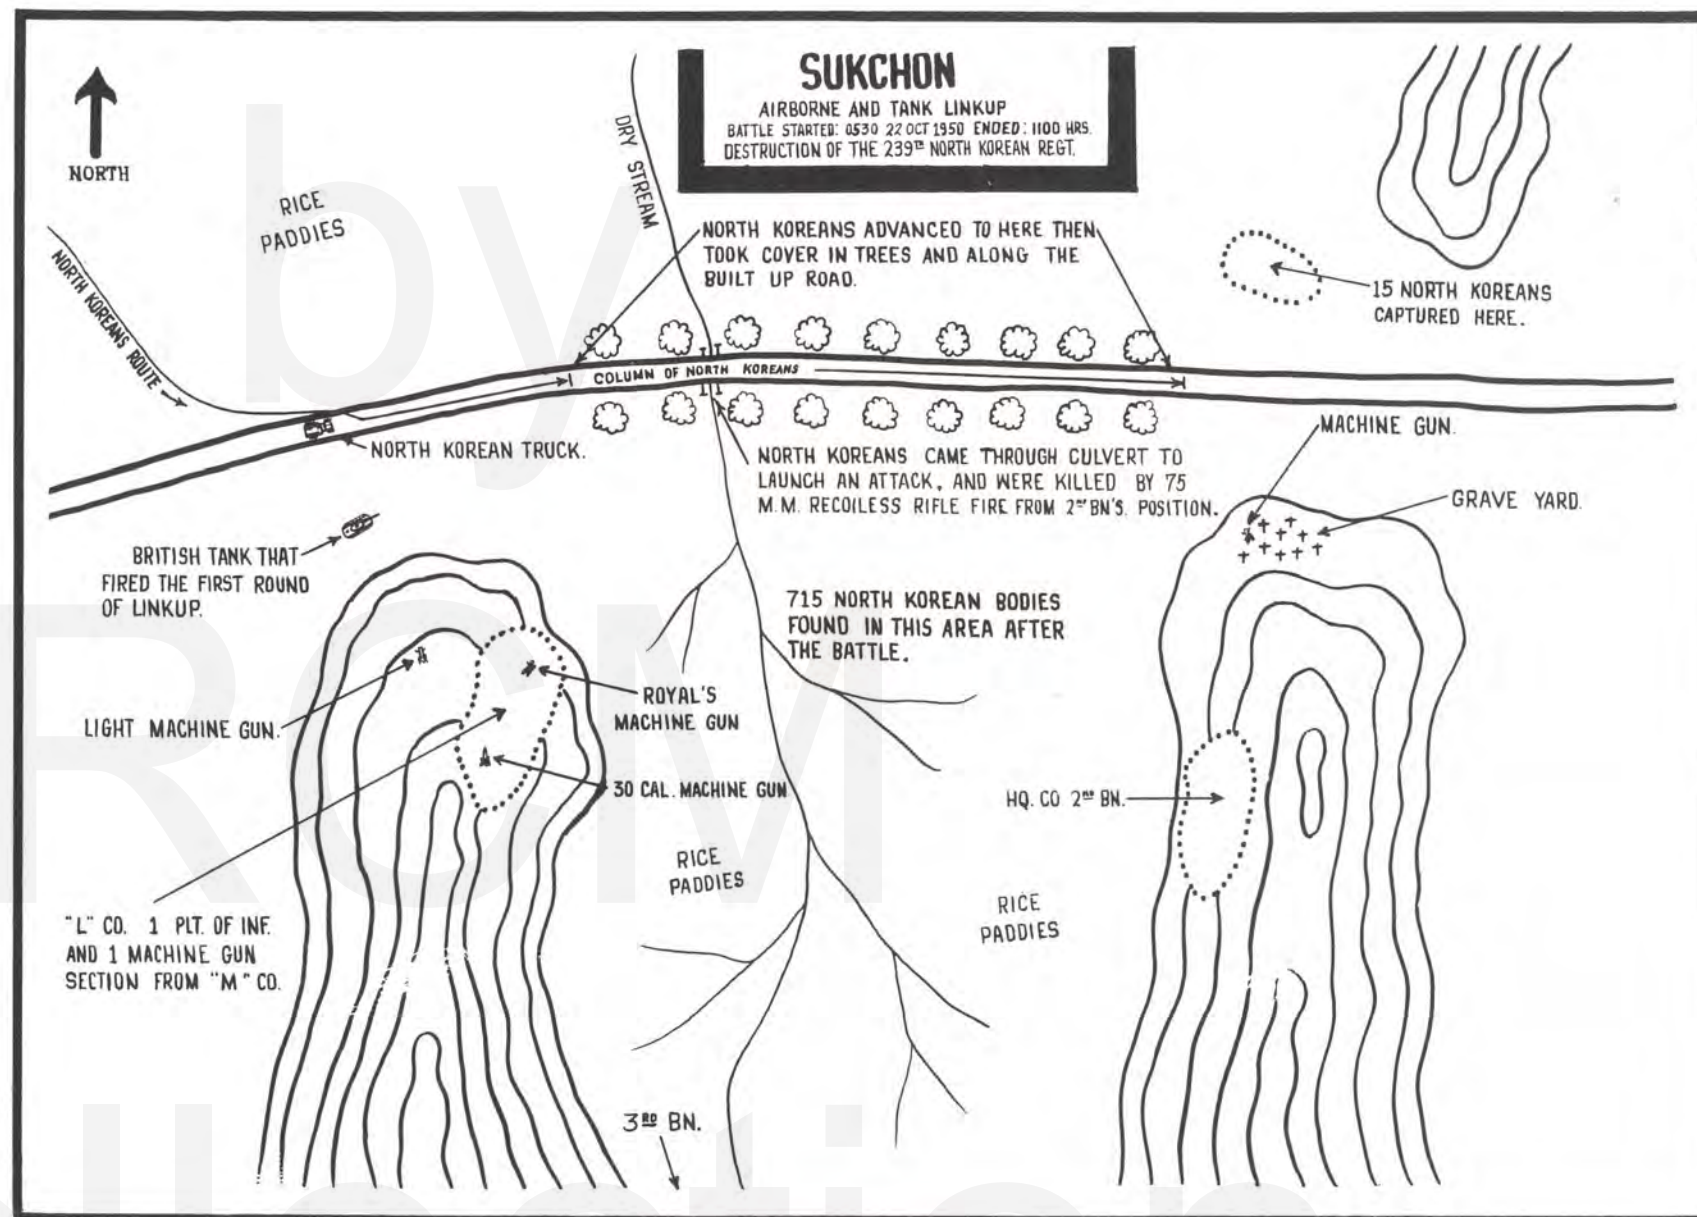 SUKCHON
AIRBORNE AND TANK LINKUP
BATTLE STARTED: 0530 22 OCT 1950 ENDED: 1100 HRS.
DESTRUCTION OF THE 239TH NORTH KOREAN REGT.
NORTH
RICE
PADDIES
DRY STREAM
NORTH KOREANS ROUTE
NORTH KOREANS ADVANCED TO HERE THEN
TOOK COVER IN TREES AND ALONG THE
BUILT UP ROAD.
15 NORTH KOREANS
CAPTURED HERE.
COLUMN OF NORTH KOREANS
NORTH KOREAN TRUCK.
NORTH KOREANS CAME THROUGH CULVERT TO
LAUNCH AN ATTACK, AND WERE KILLED BY 75
M.M. RECOILESS RIFLE FIRE FROM 2ND BN'S. POSITION.
MACHINE GUN.
GRAVE YARD.
BRITISH TANK THAT
FIRED THE FIRST ROUND
OF LINKUP.
715 NORTH KOREAN BODIES
FOUND IN THIS AREA AFTER
THE BATTLE.
LIGHT MACHINE GUN.
ROYAL'S
MACHINE GUN
30 CAL. MACHINE GUN
HQ. CO 2ND BN.
RICE
PADDIES
RICE
PADDIES
"L" CO. 1 PLT. OF INF.
AND 1 MACHINE GUN
SECTION FROM "M" CO.
3RD BN.
by
RCM